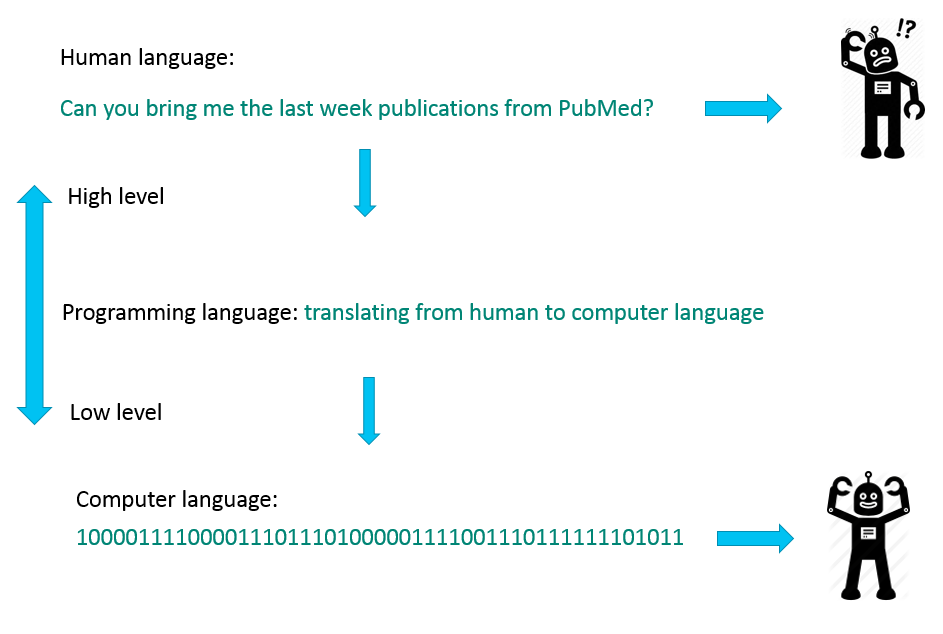 Human language:
!?
Can you bring me the last week publications from PubMed?
High level
Programming language: translating from human to computer language
Low level
Computer language:
1000011110000111011101000001111001110111111101011